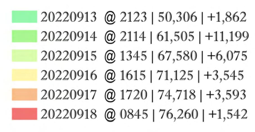 20220913 @ 2123 | 50,306 | +1,862
20220914 @ 2114 | 61,505 | +11,199
20220915 @ 1345 | 67,580 | +6,075
20220916 @ 1615 | 71,125 | +3,545
20220917 @ 1720 | 74,718 | +3,593
20220918 @ 0845 | 76,260 | +1,542